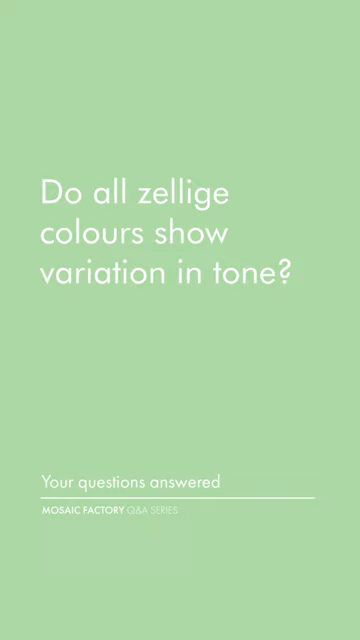 Do all zellige
colours show
variation in tone?
Your questions answered
MOSAIC FACTORY Q&A SERIES